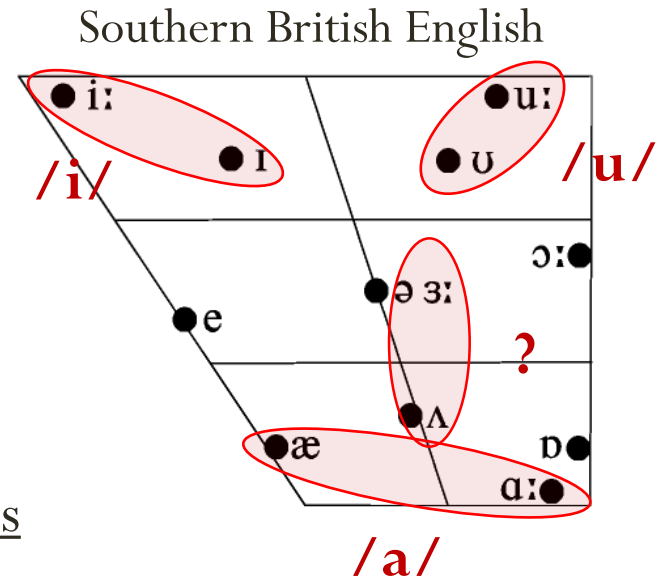 Southern British English
iː
uː
ɪ
ʊ
/i/
/u/
ɔː
ə ɜː
e
?
ʌ
æ
ɒ
ɑː
s
/a/